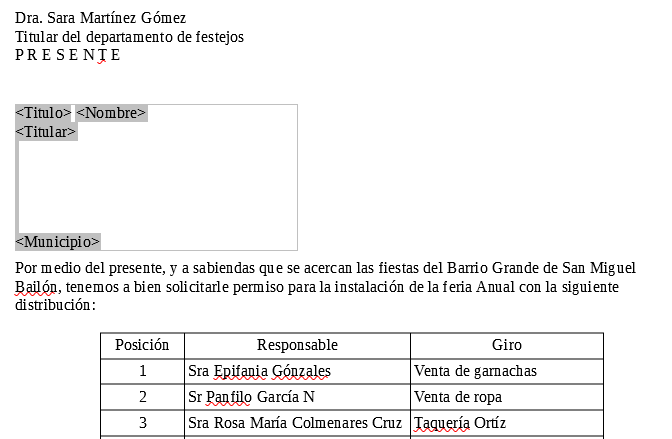 Dra. Sara Martínez Gómez
Titular del departamento de festejos
P R E S E N T E
<Titulo> <Nombre>
<Titular>
<Municipio>
Por medio del presente, y a sabiendas que se acercan las fiestas del Barrio Grande de San Miguel
Bailón, tenemos a bien solicitarle permiso para la instalación de la feria Anual con la siguiente
distribución:
Posición Responsable Giro
1 Sra Epifania Gónzales Venta de garnachas
2 Sr Panfilo García N Venta de ropa
3 Sra Rosa María Colmenares Cruz Taquería Ortíz